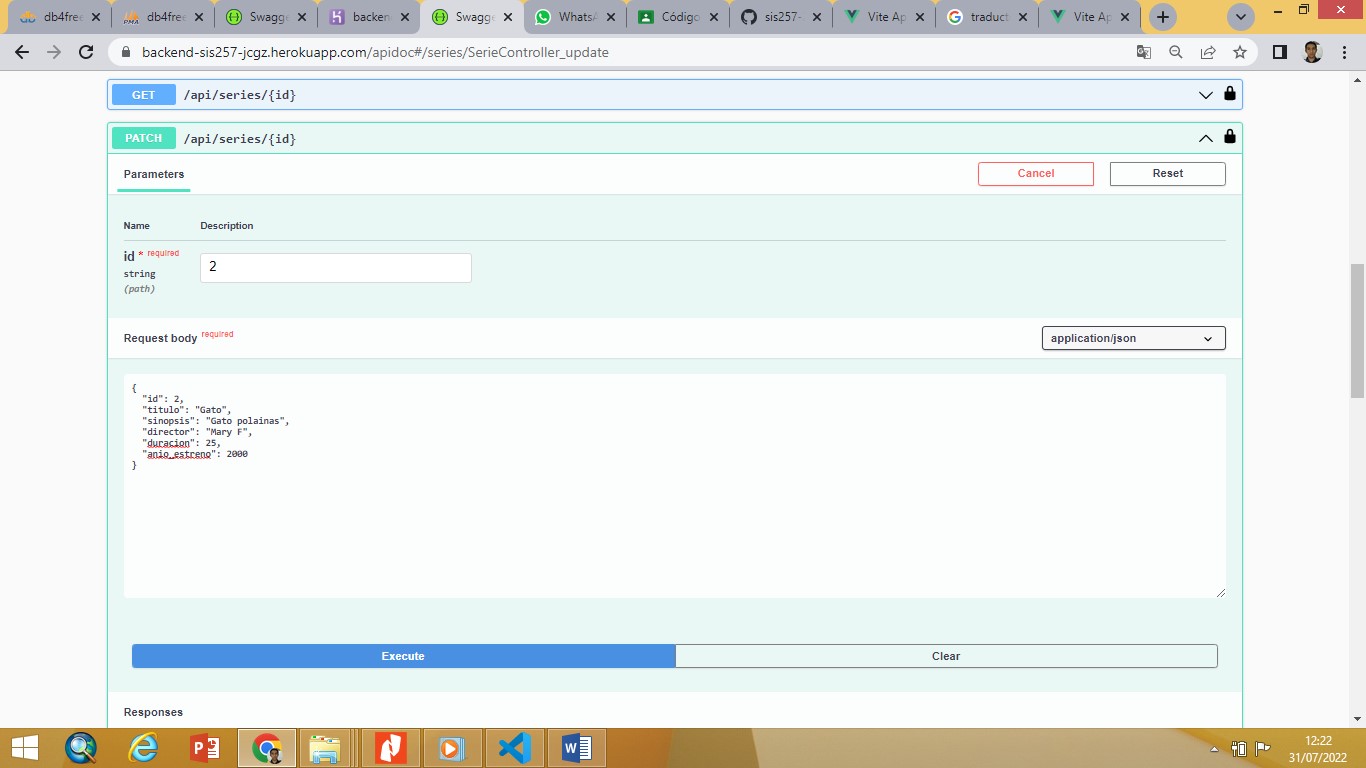 db4free
db4free
Swagge
backen
Swagge
WhatsA
Código
sis257-
Vite Ap
traduct
Vite Ap
backend-sis257-jcgz.herokuapp.com/apidoc#/series/SerieController_update
GET /api/series/{id}
PATCH /api/series/{id}
Parameters
Cancel
Reset
Name Description
id * required
string
(path)
2
Request body required
application/json
{
"id": 2,
"titulo": "Gato",
"sinopsis": "Gato polainas",
"director": "Mary F",
"duracion": 25,
"anio_estreno": 2000
}
Execute
Clear
Responses
12:22
31/07/2022